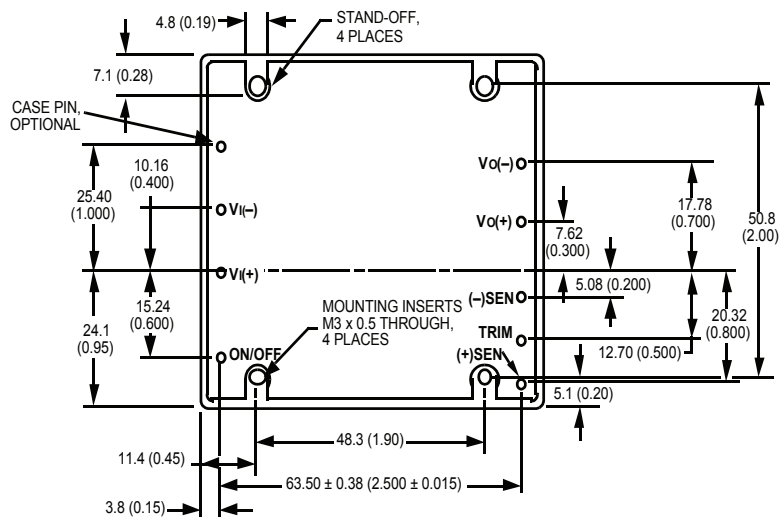 4.8 (0.19)
STAND-OFF,
4 PLACES
7.1 (0.28)
CASE PIN,
OPTIONAL
10.16
(0.400)
25.40
(1.000)
VI(–)
VI(+)
15.24
(0.600)
24.1
(0.95)
ON/OFF
MOUNTING INSERTS
M3 x 0.5 THROUGH,
4 PLACES
VO(–)
VO(+)
17.78
(0.700)
50.8
(2.00)
7.62
(0.300)
5.08 (0.200)
(–)SEN
TRIM
(+)SEN
20.32
(0.800)
12.70 (0.500)
5.1 (0.20)
48.3 (1.90)
11.4 (0.45)
63.50 ± 0.38 (2.500 ± 0.015)
3.8 (0.15)